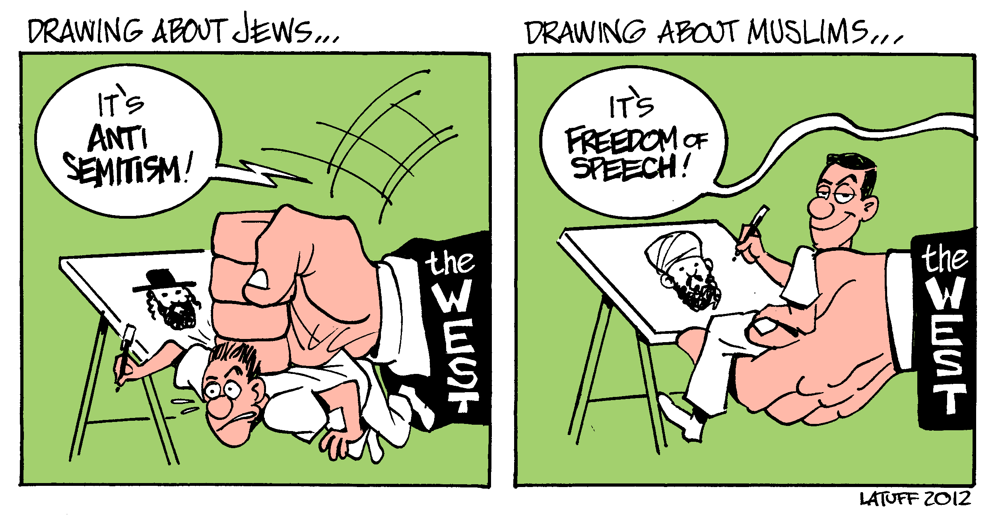 DRAWING ABOUT JEWS...
IT'S
ANTI
SEMITISM!
the
WEST
DRAWING ABOUT MUSLIMS...
IT'S
FREEDOM OF
SPEECH!
the
WEST
LATUFF 2012